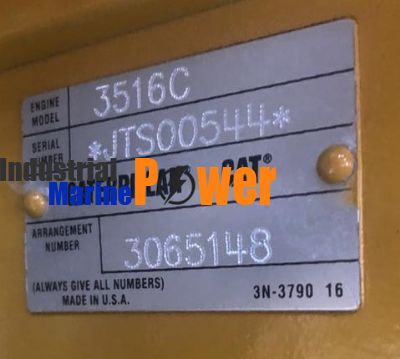 ENGINE MODEL 3516C
SERIAL NUMBER *JTS00544*
CAT®
Industrial
Marine Power
ARRANGEMENT NUMBER 3065148
(ALWAYS GIVE ALL NUMBERS)
MADE IN U.S.A.
3N-3790 16